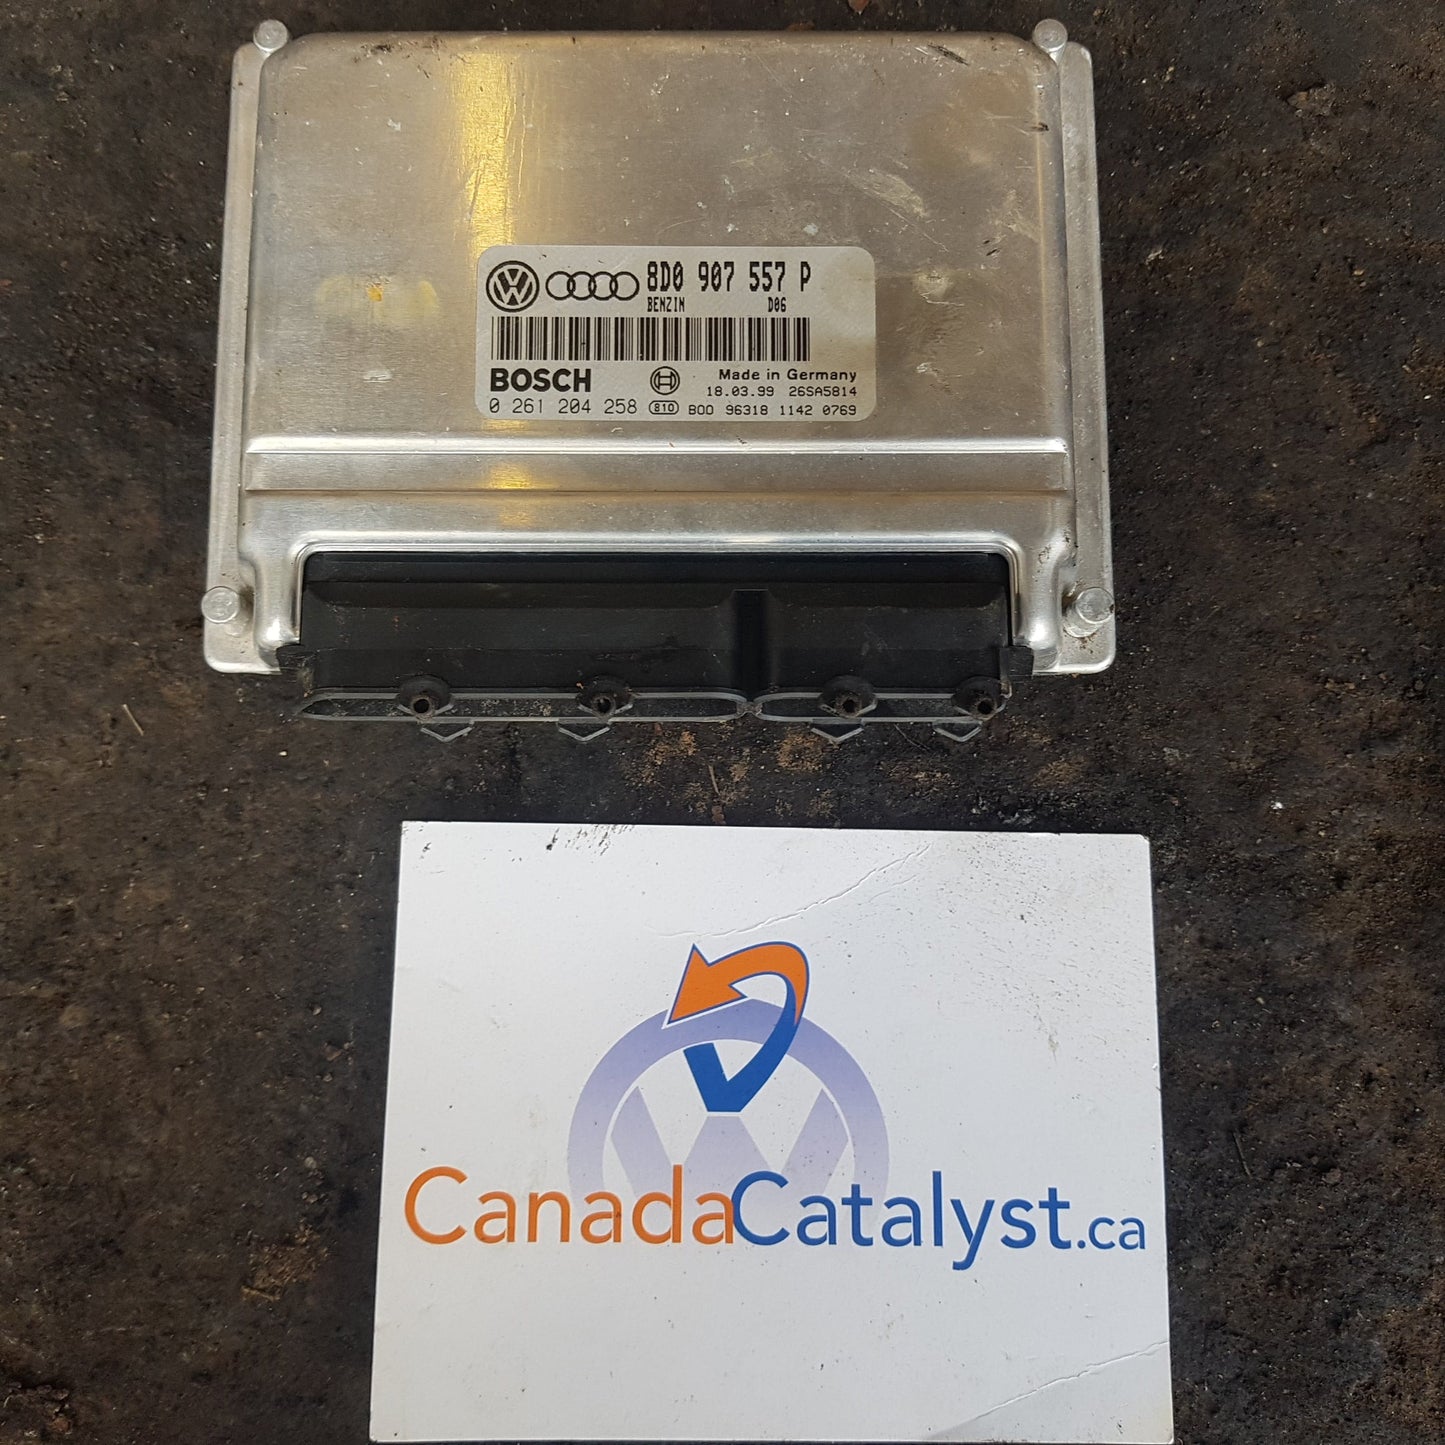 8D0 907 557 P
BENZIN D06
BOSCH Made in Germany
18.03.99 26SA5814
0 261 204 258 810 B00 96318 1142 0769
CanadaCatalyst.ca